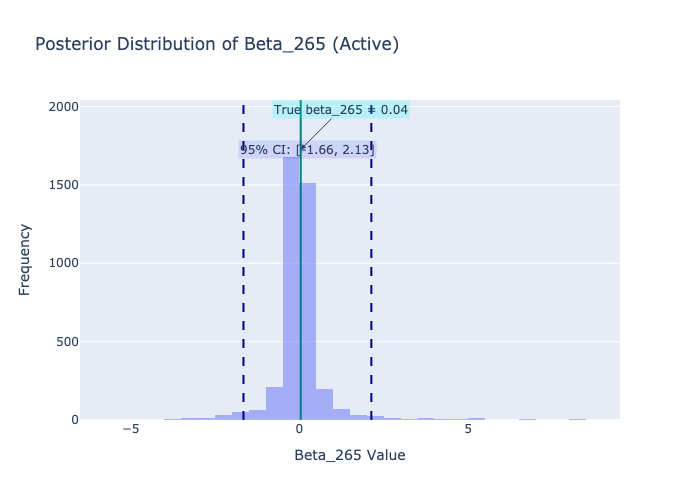 Posterior Distribution of Beta_265 (Active)
True beta_265 = 0.04
95% CI: [-1.66, 2.13]
2000
1500
1000
500
0
Frequency
−5
0
5
Beta_265 Value